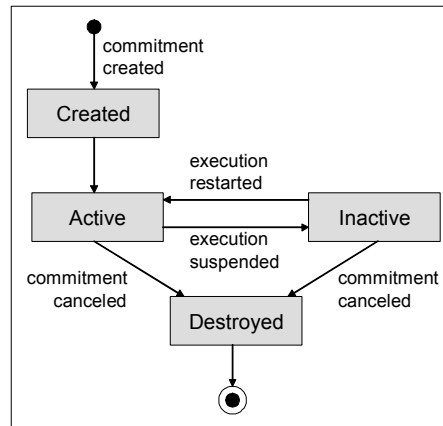 commitment
created
Created
execution
restarted
Active
Inactive
execution
suspended
commitment
canceled
commitment
canceled
Destroyed